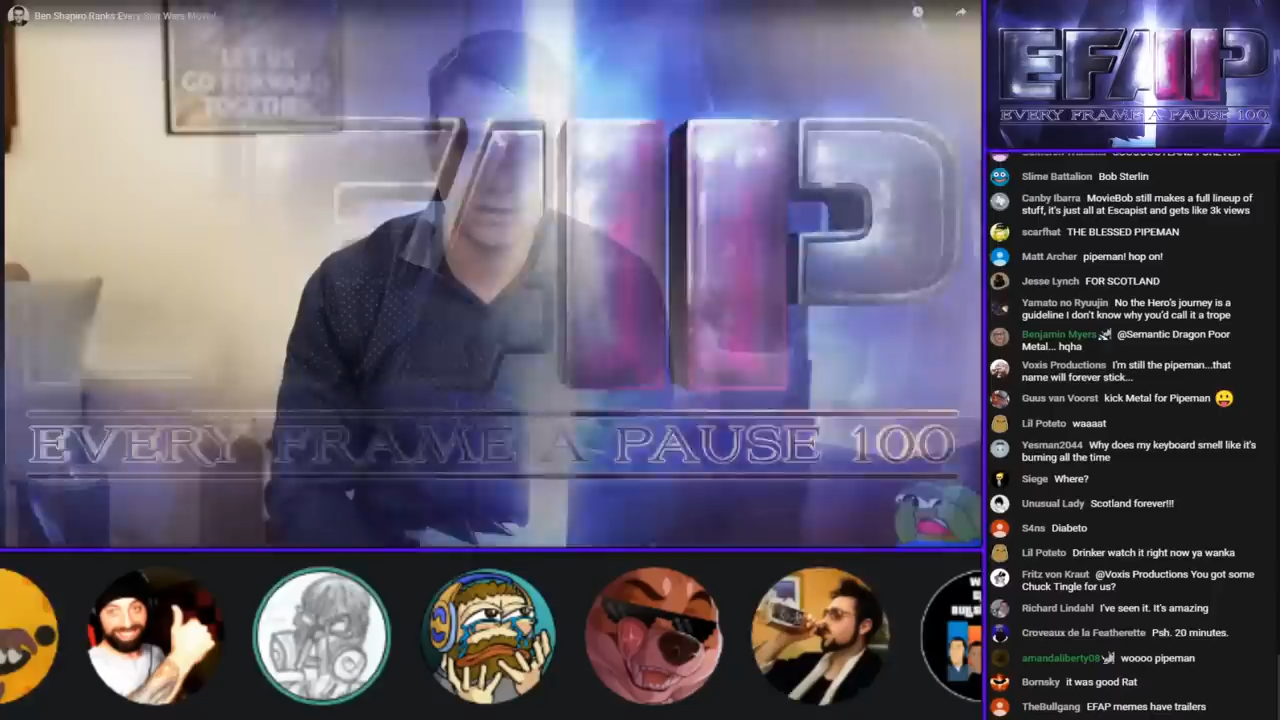 Ben Shapiro Ranks Every Star Wars Movie!
LET US
GO FORWARD
TOGETHER
EFAP
EVERY FRAME A PAUSE 100
EFAP
EVERY FRAME A PAUSE 100
Slime Battalion Bob Sterlin
Canby Ibarra MovieBob still makes a full lineup of
stuff, it's just all at Escapist and gets like 3k views
scarfhat THE BLESSED PIPEMAN
Matt Archer pipeman! hop on!
Jesse Lynch FOR SCOTLAND
Yamato no Ryuujin No the Hero's journey is a
guideline I don't know why you'd call it a trope
Benjamin Myers @Semantic Dragon Poor
Metal... hqha
Voxis Productions I'm still the pipeman...that
name will forever stick...
Guus van Voorst kick Metal for Pipeman
Lil Poteto waaaat
Yesman2044 Why does my keyboard smell like it's
burning all the time
Siege Where?
Unusual Lady Scotland forever!!!
S4ns Diabeto
Lil Poteto Drinker watch it right now ya wanka
Fritz von Kraut @Voxis Productions You got some
Chuck Tingle for us?
Richard Lindahl I've seen it. It's amazing
Croveaux de la Featherette Psh. 20 minutes.
amandaliberty08 woooo pipeman
Bornsky it was good Rat
TheBullgang EFAP memes have trailers